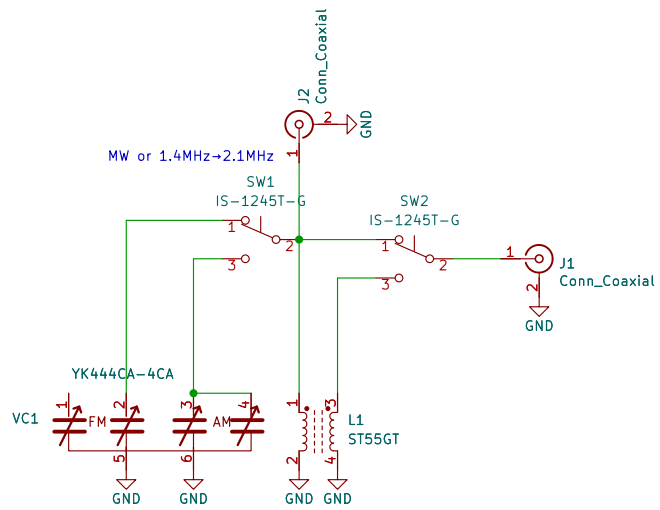 Conn_Coaxial
J2
2
GND
1
MW or 1.4MHz→2.1MHz
SW1
IS-1245T-G
1
2
3
SW2
IS-1245T-G
1
2
3
1
J1
Conn_Coaxial
2
GND
YK444CA-4CA
VC1
1
FM
2
3
AM
4
5
6
GND
GND
1
3
L1
ST55GT
2
4
GND
GND